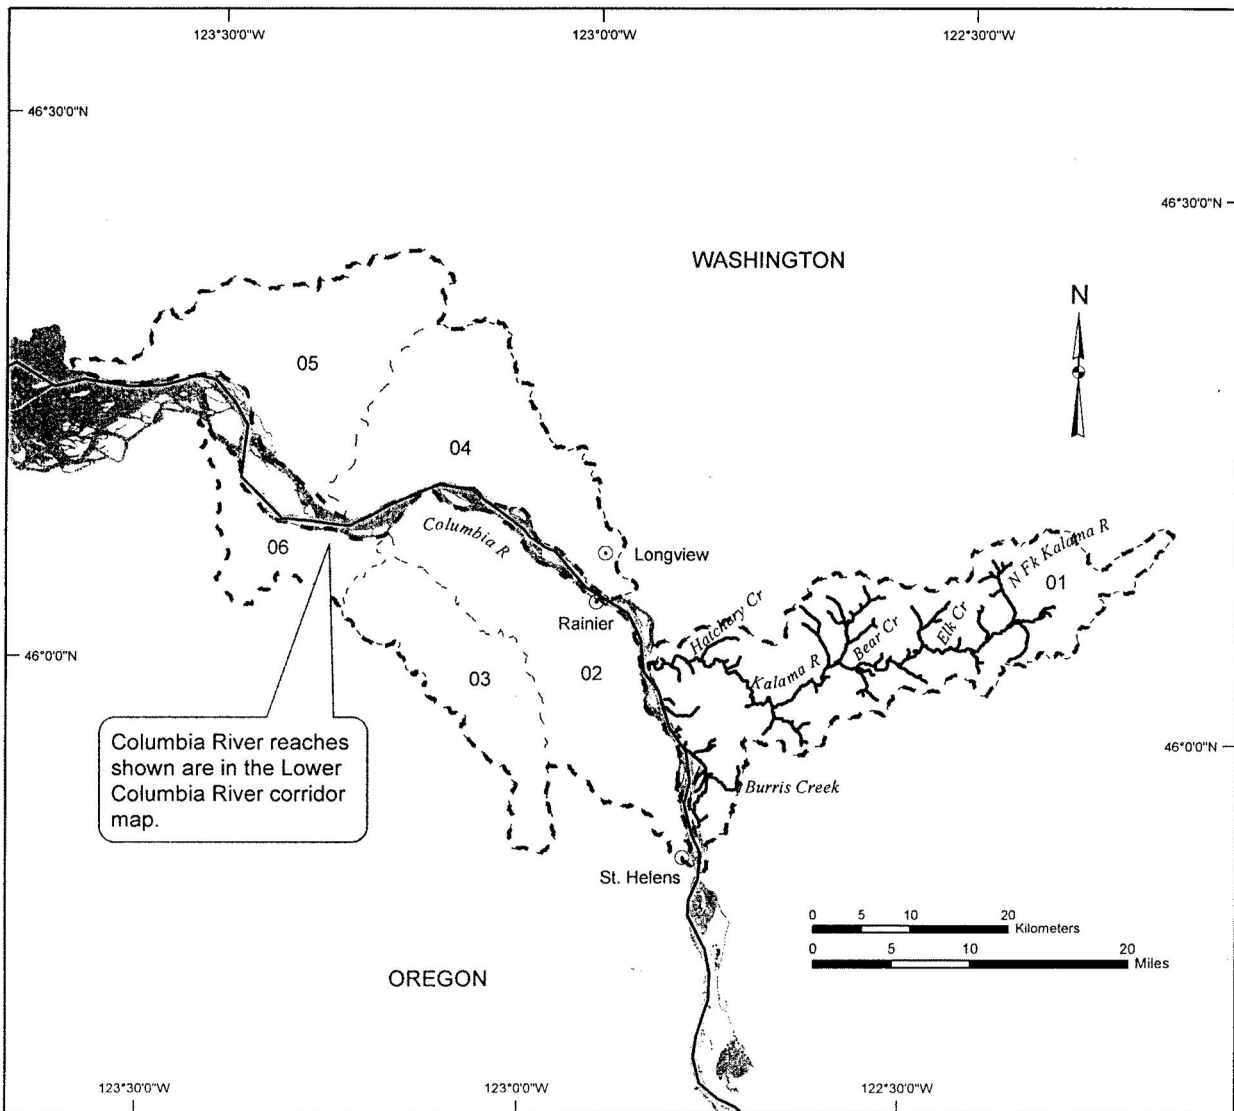 123°30'0"W
123°0'0"W
122°30'0"W
46°30'0"N
46°30'0"N
WASHINGTON
N
05
04
Columbia R
Longview
06
N Fk Kalama R
01
Rainier
Hatchery Cr
Elk Cr
Bear Cr
46°0'0"N
03
02
Kalama R
Columbia River reaches
shown are in the Lower
Columbia River corridor
map.
46°0'0"N
Burris Creek
St. Helens
0 5 10 20
Kilometers
0 5 10 20
Miles
OREGON
123°30'0"W
123°0'0"W
122°30'0"W